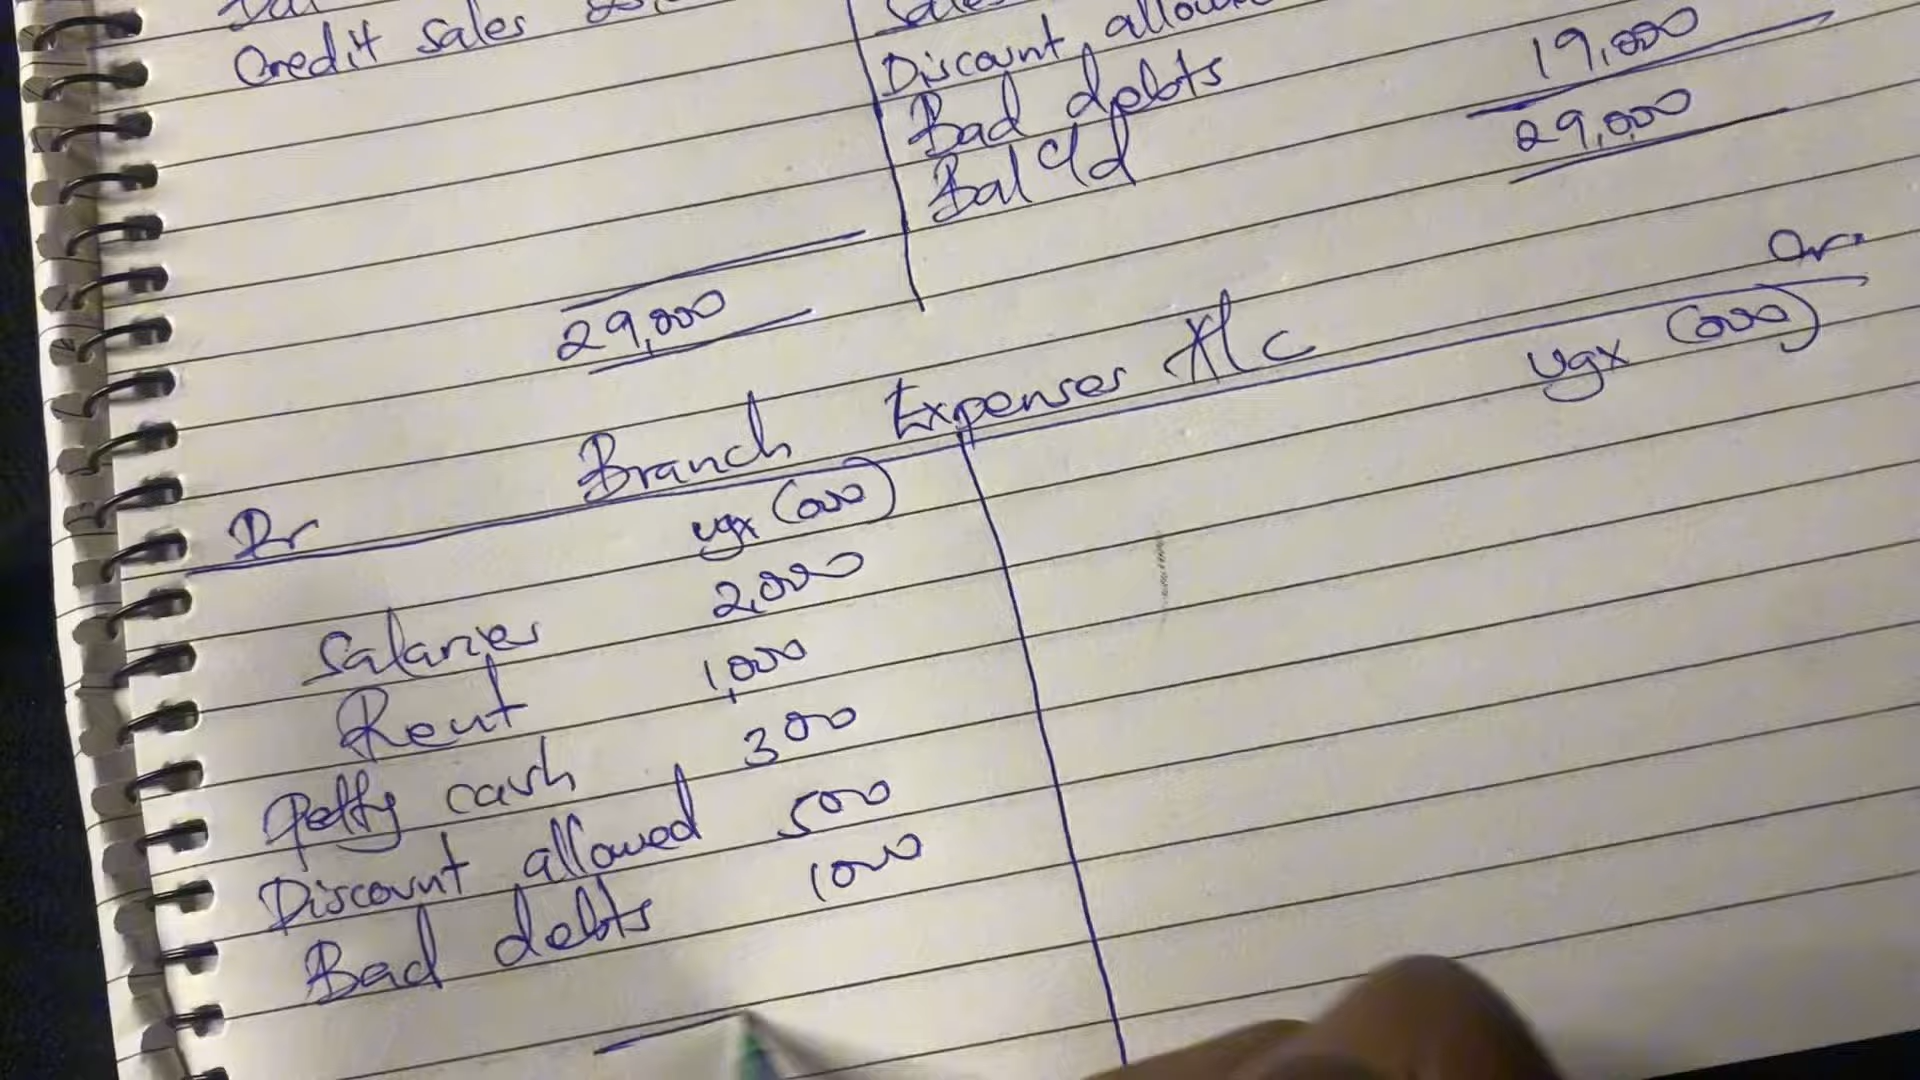 Credit sales
Discount allow
Bad debts
Bal c/d 19,000
29,000
29,000
Branch Expenses A/c
Dr Cr
ugx (000) ugx (000)
Salaries 2,000
Rent 1,000
Petty cash 300
Discount allowed 500
Bad debts 1000